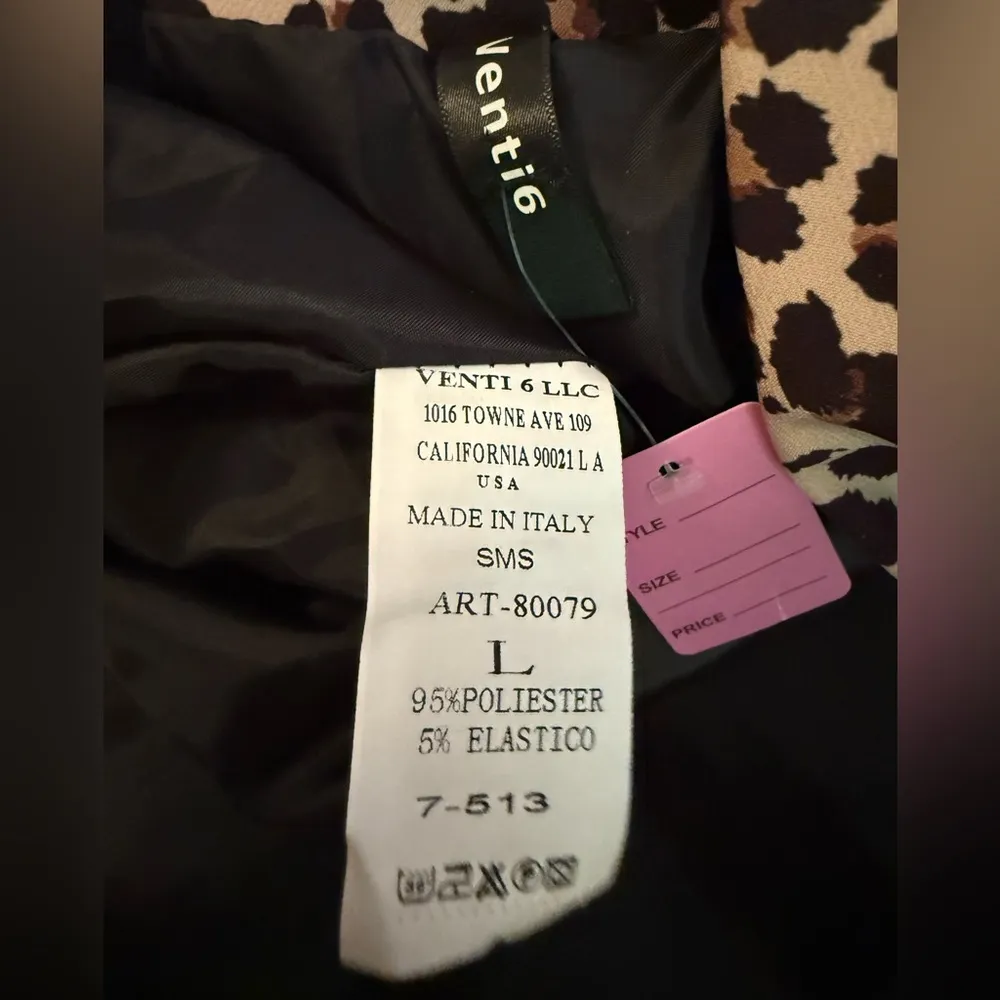 Venti6
VENTI 6 LLC
1016 TOWNE AVE 109
CALIFORNIA 90021 L A
USA
MADE IN ITALY
SMS
ART-80079
L
95%POLIESTER
5% ELASTICO
7-513
STYLE
SIZE
PRICE